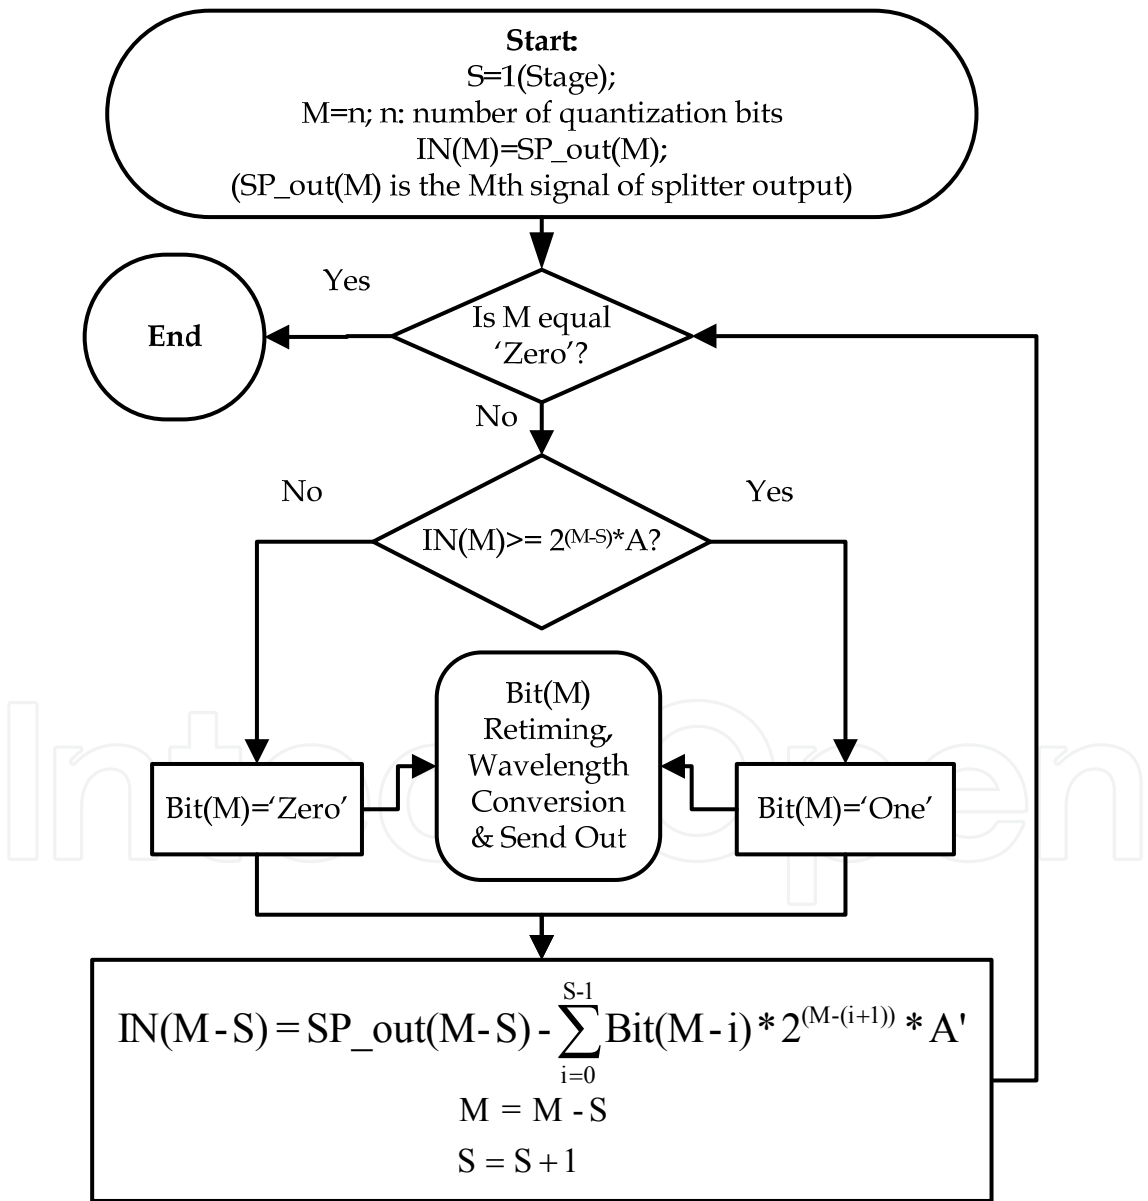 Start:
S=1(Stage);
M=n; n: number of quantization bits
IN(M)=SP_out(M);
(SP_out(M) is the Mth signal of splitter output)
Yes
End
Is M equal
‘Zero’?
No
No
Yes
IN(M)>= 2^(M-S)*A?
Bit(M)
Retiming,
Wavelength
Conversion
& Send Out
Bit(M)=‘Zero’
Bit(M)=‘One’
IntechOpen
IN(M-S) = SP_out(M-S) - ∑_{i=0}^{S-1} Bit(M-i) * 2^(M-(i+1)) * A'
M = M - S
S = S + 1